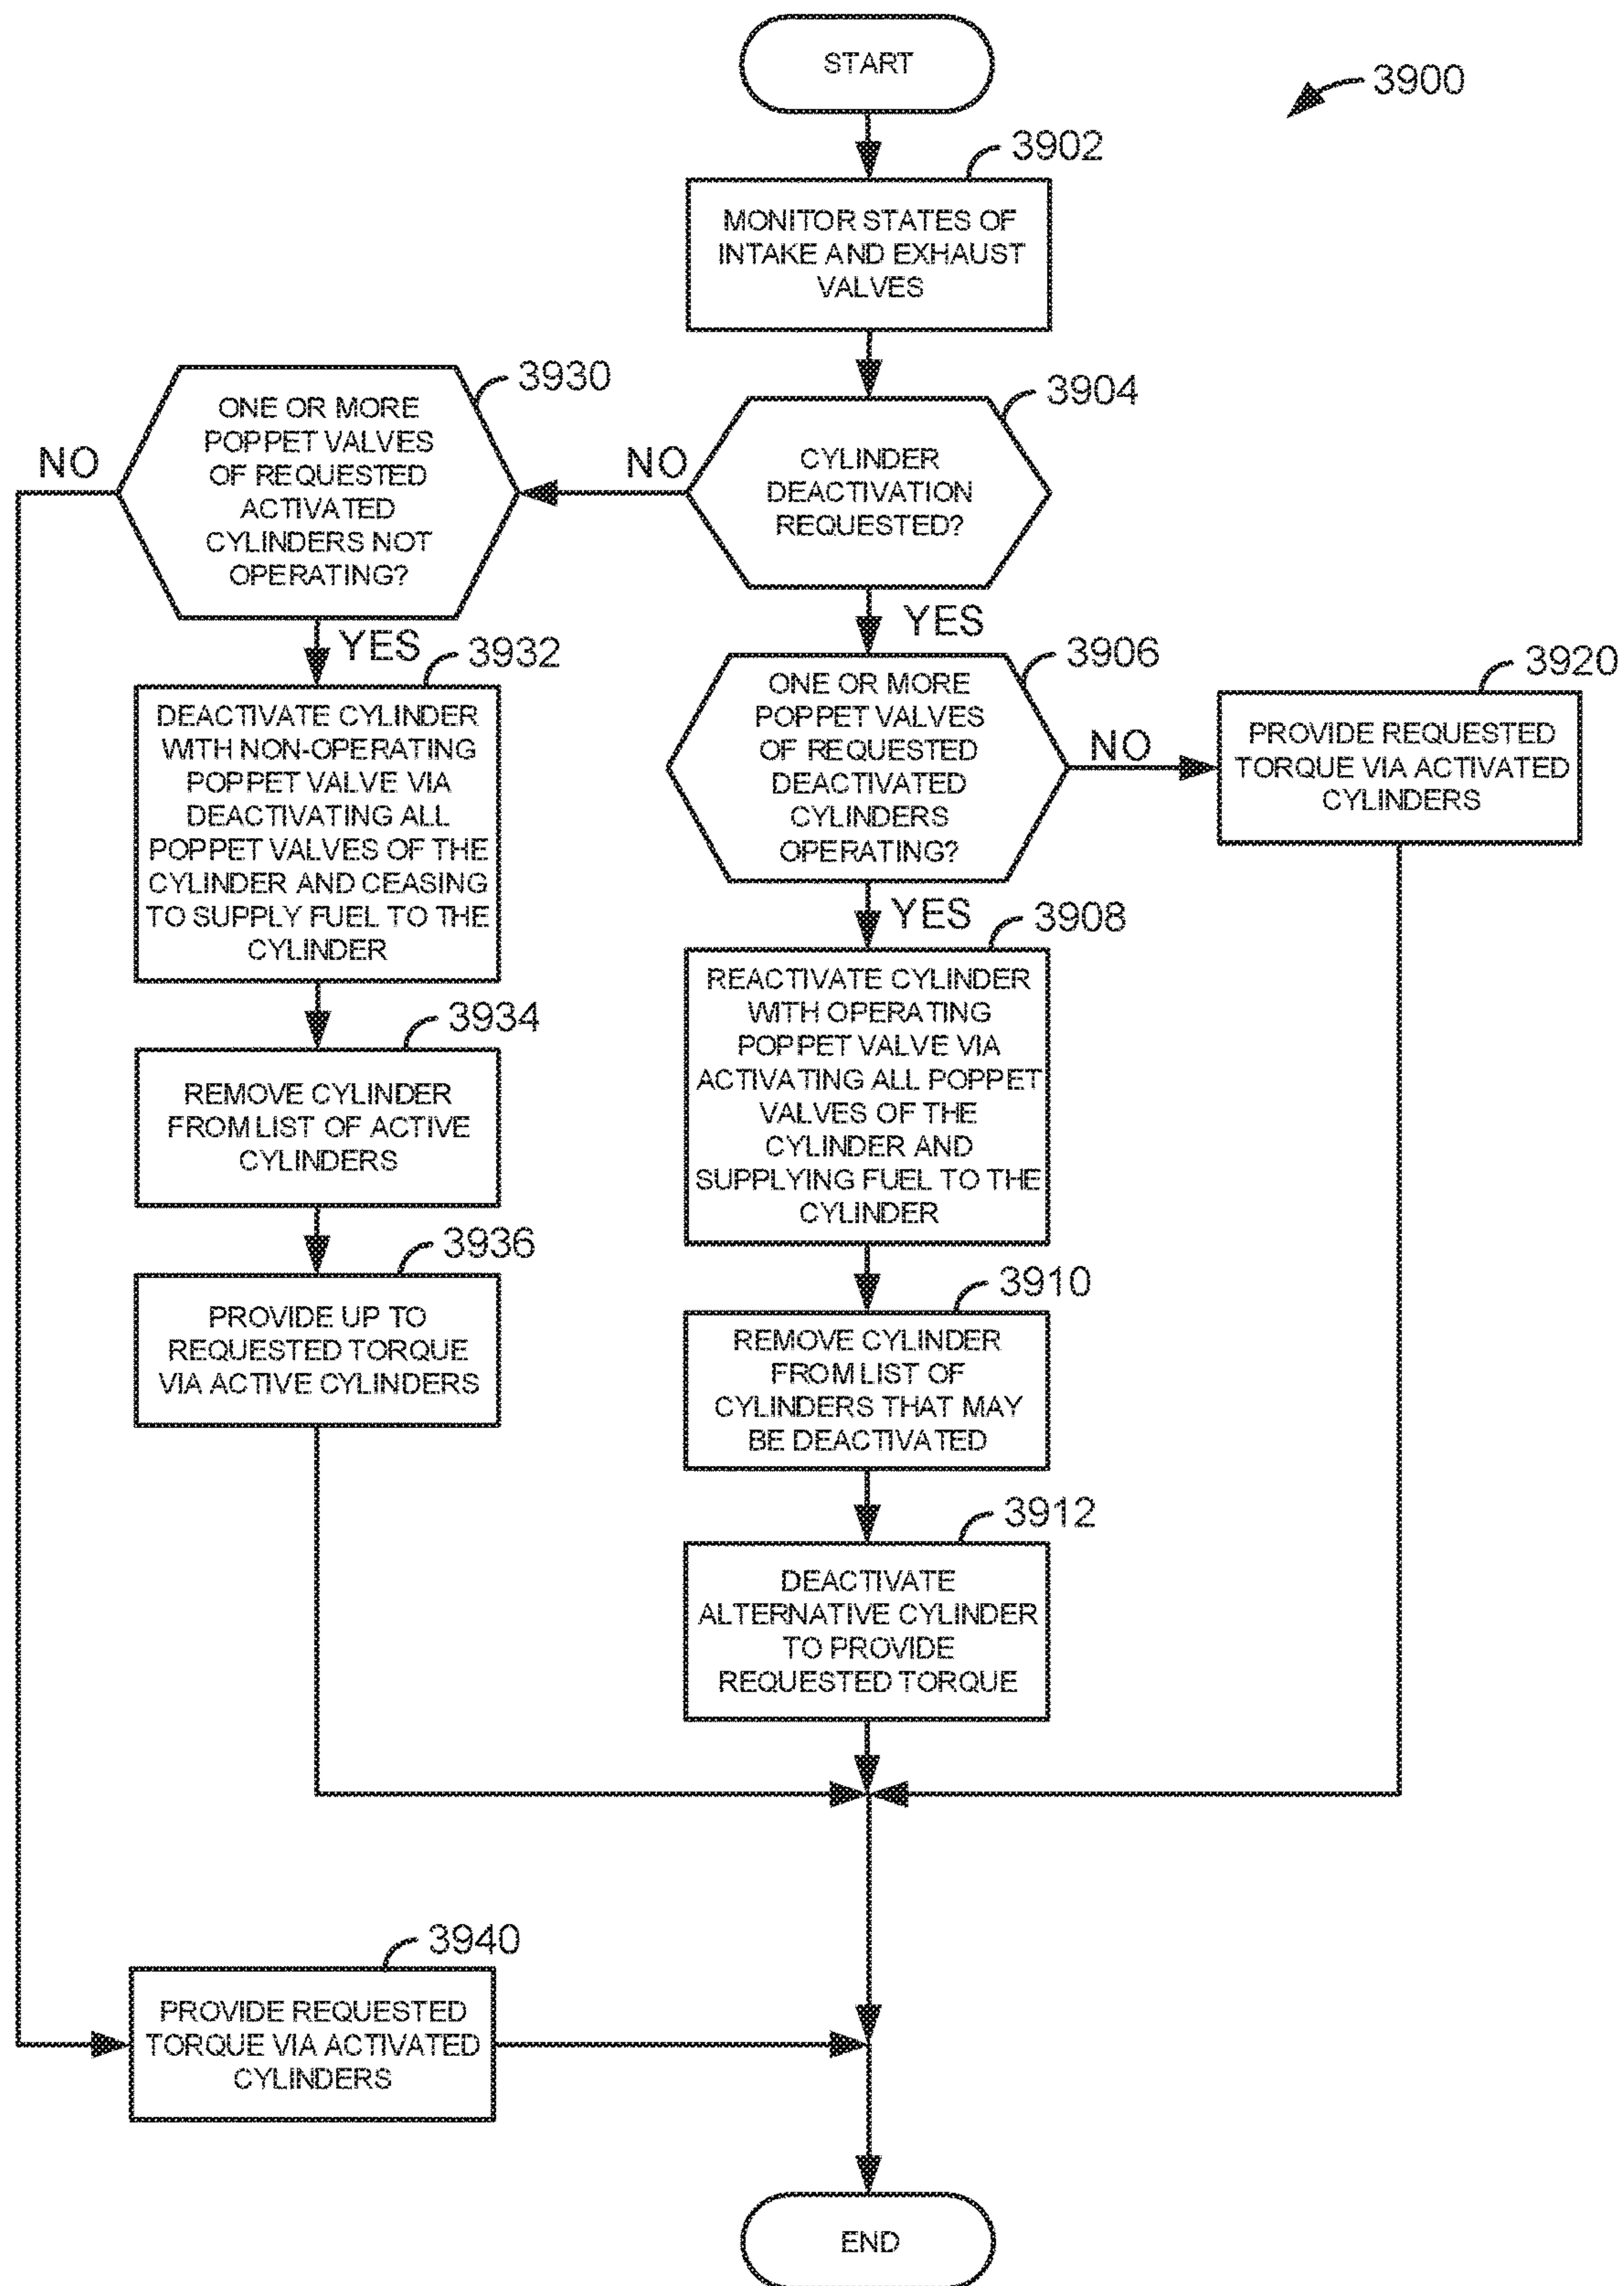 START
3900
3902
MONITOR STATES OF
INTAKE AND EXHAUST
VALVES
3904
CYLINDER
DEACTIVATION
REQUESTED?
NO
YES
3930
ONE OR MORE
POPPET VALVES
OF REQUESTED
ACTIVATED
CYLINDERS NOT
OPERATING?
NO
YES
3906
ONE OR MORE
POPPET VALVES
OF REQUESTED
DEACTIVATED
CYLINDERS
OPERATING?
NO
YES
3920
PROVIDE REQUESTED
TORQUE VIA ACTIVATED
CYLINDERS
3932
DEACTIVATE CYLINDER
WITH NON-OPERATING
POPPET VALVE VIA
DEACTIVATING ALL
POPPET VALVES OF THE
CYLINDER AND CEASING
TO SUPPLY FUEL TO THE
CYLINDER
3908
REACTIVATE CYLINDER
WITH OPERATING
POPPET VALVE VIA
ACTIVATING ALL POPPET
VALVES OF THE
CYLINDER AND
SUPPLYING FUEL TO THE
CYLINDER
3934
REMOVE CYLINDER
FROM LIST OF ACTIVE
CYLINDERS
3936
PROVIDE UP TO
REQUESTED TORQUE
VIA ACTIVE CYLINDERS
3910
REMOVE CYLINDER
FROM LIST OF
CYLINDERS THAT MAY
BE DEACTIVATED
3912
DEACTIVATE
ALTERNATIVE CYLINDER
TO PROVIDE
REQUESTED TORQUE
3940
PROVIDE REQUESTED
TORQUE VIA ACTIVATED
CYLINDERS
END